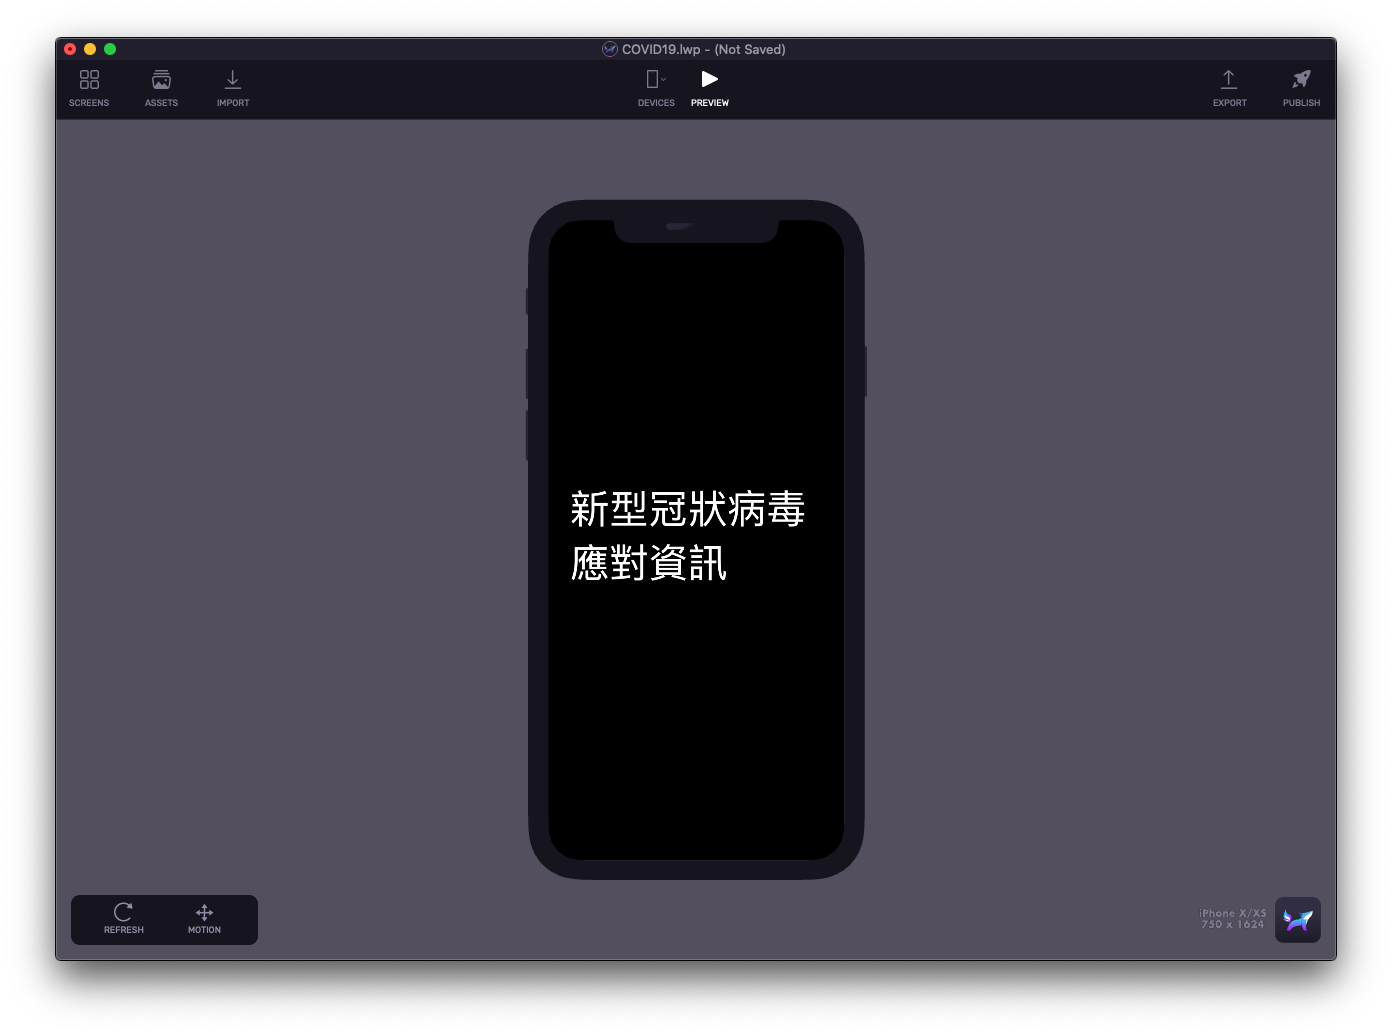 COVID19.lwp - (Not Saved)
SCREENS
ASSETS
IMPORT
DEVICES
PREVIEW
EXPORT
PUBLISH
新型冠狀病毒
應對資訊
REFRESH
MOTION
iPhone X/XS
750 x 1624